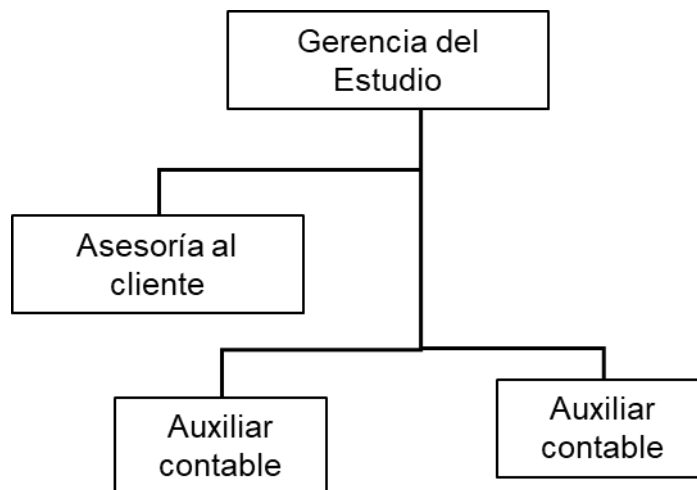 Gerencia del
Estudio
Asesoría al
cliente
Auxiliar
contable
Auxiliar
contable